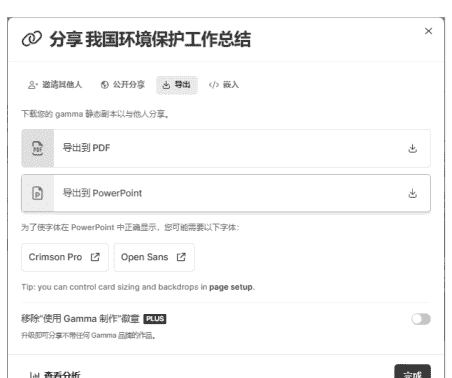 分享 我国环境保护工作总结
邀请其他人 公开分享 导出 </> 嵌入
下载您的 gamma 静态副本以与他人分享。
PDF 导出到 PDF
P 导出到 PowerPoint
为了使字体在 PowerPoint 中正确显示，您可能需要以下字体：
Crimson Pro Open Sans
Tip: you can control card sizing and backdrops in page setup.
移除“使用 Gamma 制作”徽章 PLUS
升级即可分享不带任何 Gamma 品牌的作品。
查看分析 完成